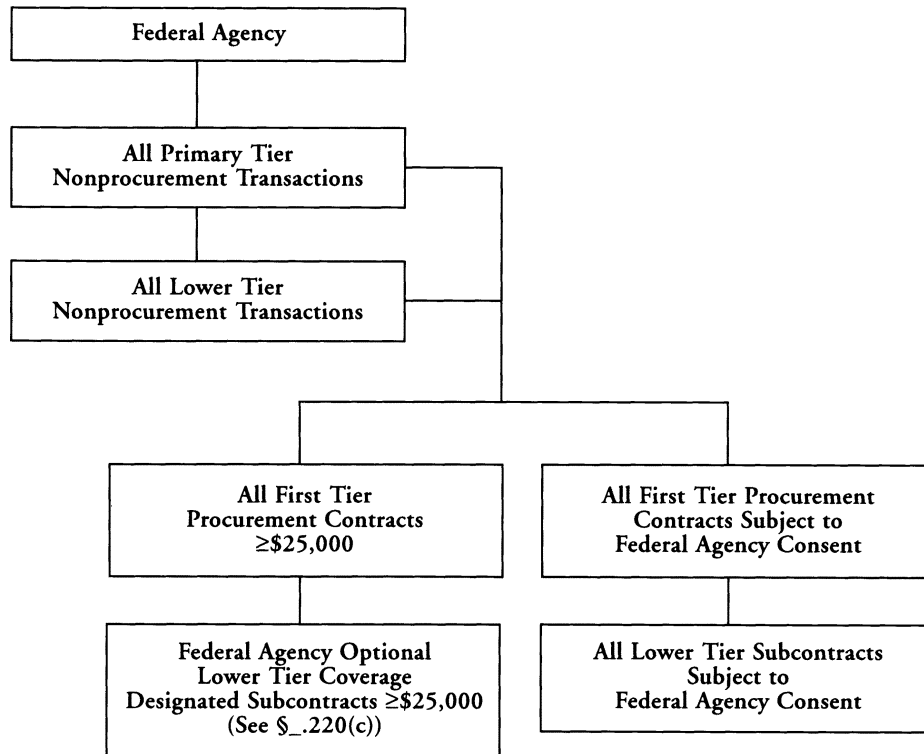 Federal Agency
All Primary Tier
Nonprocurement Transactions
All Lower Tier
Nonprocurement Transactions
All First Tier
Procurement Contracts
≥$25,000
All First Tier Procurement
Contracts Subject to
Federal Agency Consent
Federal Agency Optional
Lower Tier Coverage
Designated Subcontracts ≥$25,000
(See §_.220(c))
All Lower Tier Subcontracts
Subject to
Federal Agency Consent